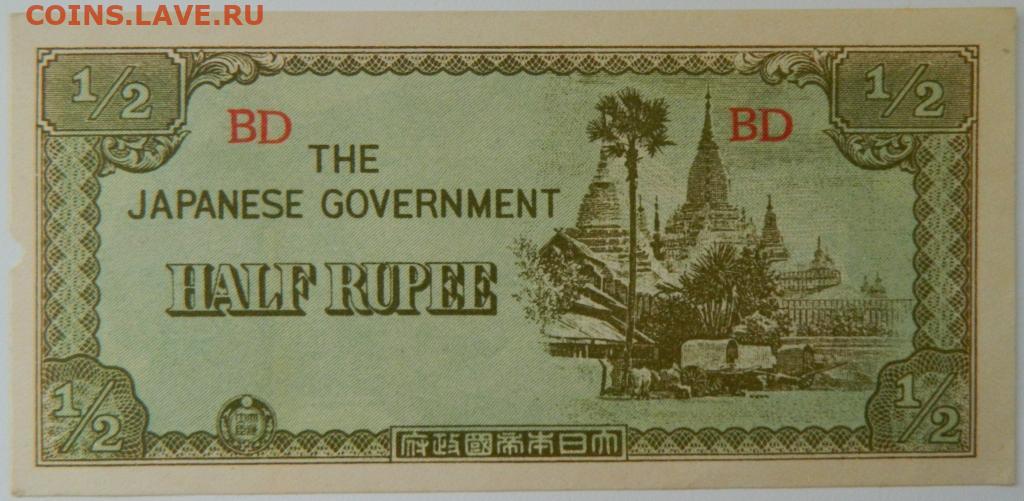 COINS.LAVE.RU
1/2
1/2
BD
BD
THE
JAPANESE GOVERNMENT
HALF RUPEE
1/2
1/2
大日本帝國政府